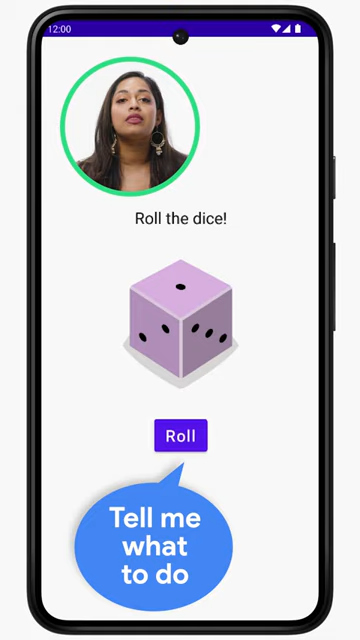 12:00
Roll the dice!
Roll
Tell me
what
to do